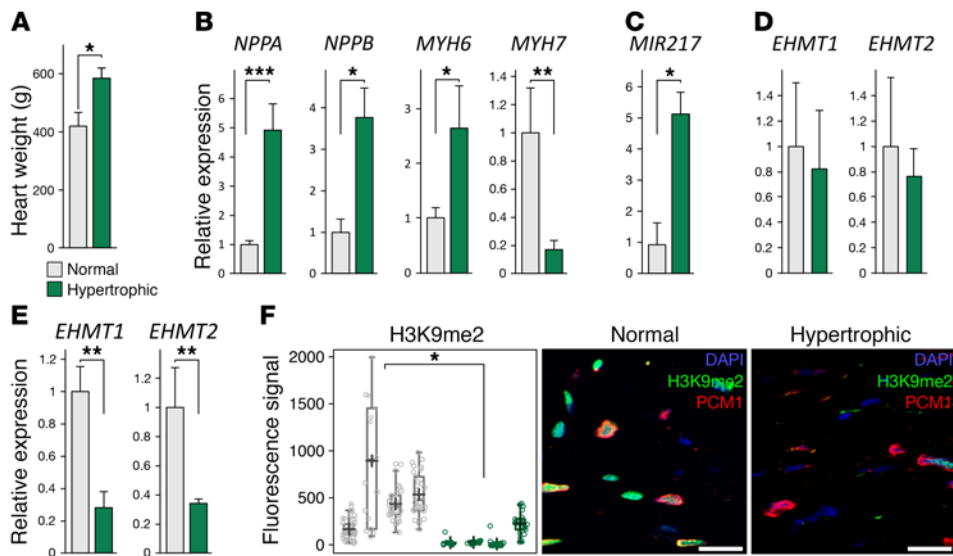 A
Heart weight (g)
600
400
200
0
*
Normal
Hypertrophic
B
Relative expression
NPPA
***
6
5
4
3
2
1
0
NPPB
*
4
3
2
1
0
MYH6
*
3
2
1
0
MYH7
**
1.4
1.2
1
0.8
0.6
0.4
0.2
0
C
MIR217
*
6
5
4
3
2
1
0
D
EHMT1
1.4
1.2
1
0.8
0.6
0.4
0.2
0
EHMT2
1.4
1.2
1
0.8
0.6
0.4
0.2
0
E
Relative expression
EHMT1
**
1.2
1
0.8
0.6
0.4
0.2
0
EHMT2
**
1.2
1
0.8
0.6
0.4
0.2
0
F
H3K9me2
Fluorescence signal
2000
1500
1000
500
0
*
Normal
DAPI
H3K9me2
PCM1
Hypertrophic
DAPI
H3K9me2
PCM1